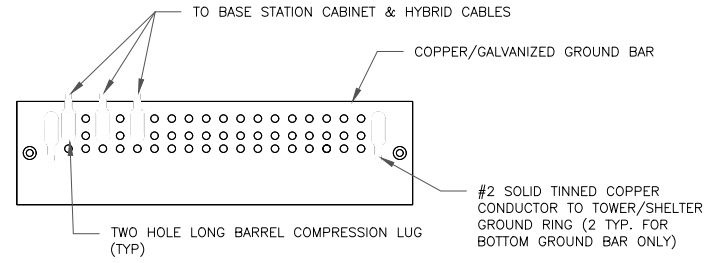 TO BASE STATION CABINET & HYBRID CABLES
COPPER/GALVANIZED GROUND BAR
#2 SOLID TINNED COPPER
CONDUCTOR TO TOWER/SHELTER
GROUND RING (2 TYP. FOR
BOTTOM GROUND BAR ONLY)
TWO HOLE LONG BARREL COMPRESSION LUG
(TYP)